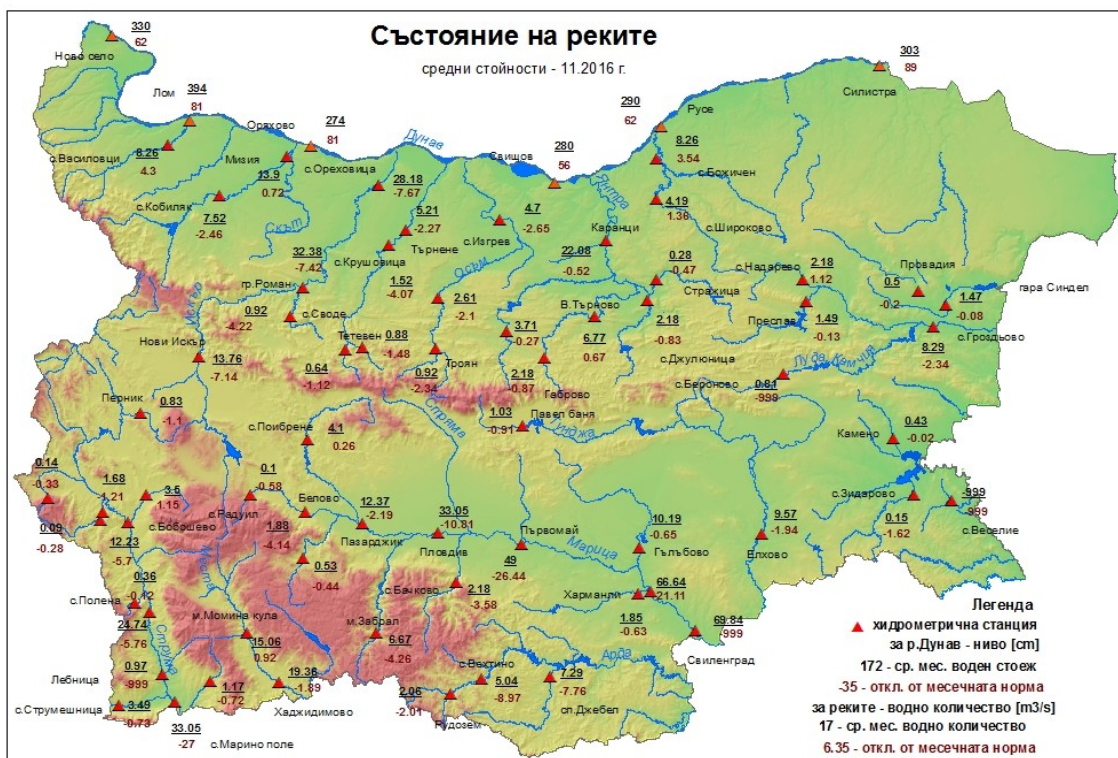 Състояние на реките
средни стойности - 11.2016 г.
330
62
Ново село
303
89
Силистра
Лом
394
81
Оряхово
274
81
290
62
Русе
Дунав
Свищов
280
56
с.Василовци
8.26
4.3
Мизия
13.9
0.72
с.Ореховица
28.18
-7.67
8.26
3.54
с.Божичен
Янтра
с.Кобиляк
7.52
-2.46
Скът
5.21
-2.27
Търнене
с.Изгрев
4.7
-2.65
4.19
1.36
с.Широково
Каранци
22.08
-0.52
32.38
-7.42
с.Крушовица
1.52
-4.07
Осъм
гр.Роман
0.28
-0.47
Стражица
с.Надарево
2.18
1.12
Провадия
0.5
-0.2
гара Синдел
1.47
-0.08
Искър
0.92
-4.22
с.Своде
2.61
-2.1
В.Търново
3.71
-0.27
2.18
-0.83
Преслав
1.49
-0.13
с.Гроздьово
8.29
-2.34
Нови Искър
13.76
-7.14
Тетевен
0.88
-1.48
0.64
-1.12
Троян
0.92
-2.34
6.77
0.67
с.Джулюница
Луда Камчия
2.18
-0.87
Габрово
с.Бероново
0.81
-999
Перник
0.83
-1.1
Стряма
1.03
-0.91
Павел баня
Тунджа
с.Поибрене
4.1
0.26
Камено
0.43
-0.02
0.14
-0.33
1.68
-1.21
3.5
1.15
0.1
-0.58
Белово
12.37
-2.19
Пазарджик
33.05
-10.81
Пловдив
Първомай
49
-26.44
Марица
10.19
-0.65
Гълъбово
9.57
-1.94
Елхово
с.Зидарово
0.15
-1.62
-999
-999
с.Веселие
0.09
-0.28
с.Бобошево
12.23
-5.7
с.Радуил
1.88
-4.14
Места
0.53
-0.44
с.Бачково
2.18
-3.58
Харманли
1.85
-0.63
66.64
-21.11
69.84
-999
Свиленград
0.36
-0.12
с.Полена
24.74
-5.76
Струма
м.Момина кула
15.06
0.92
м.Забрал
6.67
-4.26
Арда
Лебница
0.97
-999
1.17
-0.72
19.36
-1.89
Хаджидимово
с.Вехтино
5.04
-8.97
7.29
-7.76
сп.Джебел
2.06
-2.01
Рудозем
с.Струмешница
3.49
-0.73
33.05
-27
с.Марино поле
Легенда
хидрометрична станция
за р.Дунав - ниво [cm]
172 - ср. мес. воден стоеж
-35 - откл. от месечната норма
за реките - водно количество [m3/s]
17 - ср. мес. водно количество
6.35 - откл. от месечната норма